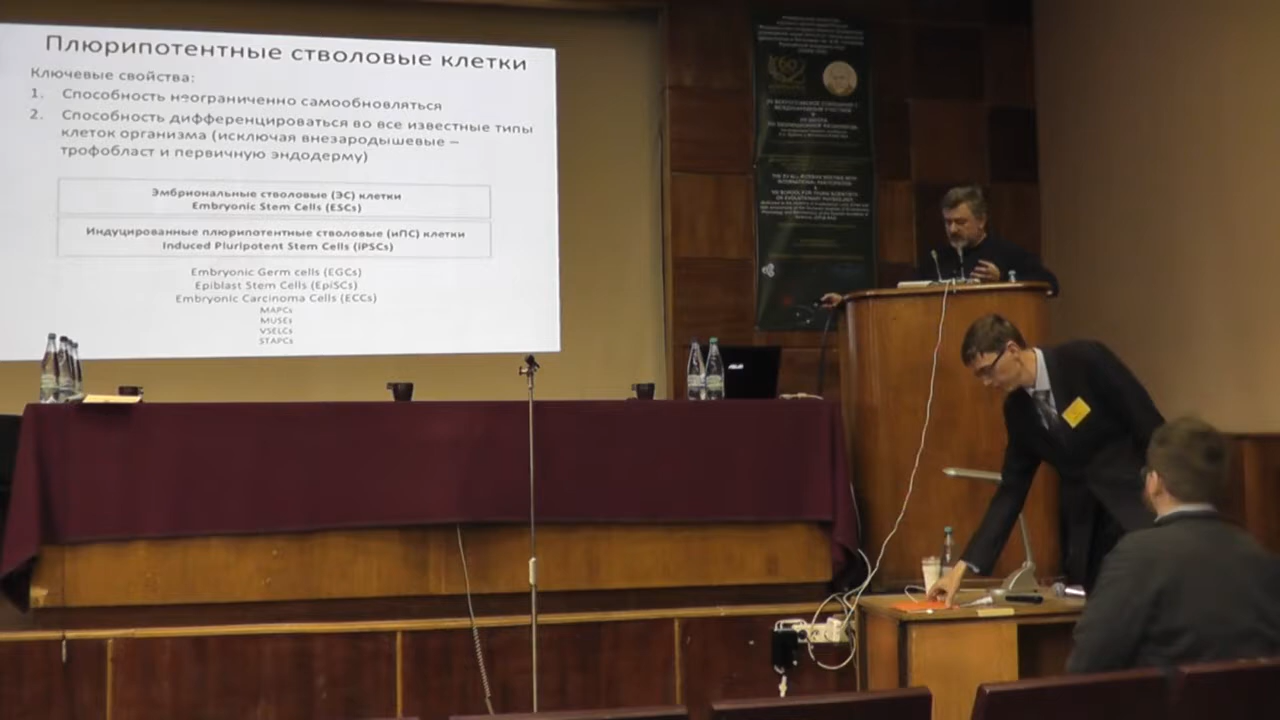 Плюрипотентные стволовые клетки
Ключевые свойства:
1. Способность неограниченно самообновляться
2. Способность дифференцироваться во все известные типы
клеток организма (исключая внезародышевые –
трофобласт и первичную эндодерму)
Эмбриональные стволовые (ЭС) клетки
Embryonic Stem Cells (ESCs)
Индуцированные плюрипотентные стволовые (иПС) клетки
Induced Pluripotent Stem Cells (iPSCs)
Embryonic Germ cells (EGCs)
Epiblast Stem Cells (EpiSCs)
Embryonic Carcinoma Cells (ECCs)
MAPCs
MUSEs
VSELCs
STAPCs
60
ASUS